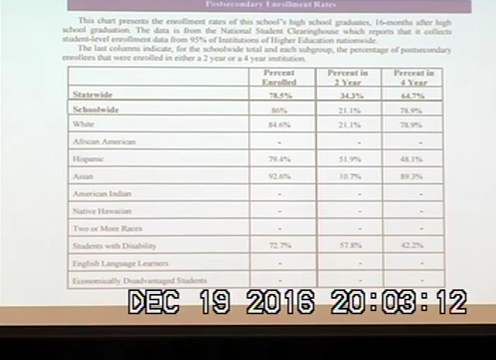 Postsecondary Enrollment Rates
This chart presents the enrollment rates of this school"s high school graduates, 16-months after high
school graduation. The data is from the National Student Clearinghouse which reports that it collects
student-level enrollment data from 95% of Institutions of Higher Education nationwide.
The last columns indicate, for the schoolwide total and each subgroup, the percentage of postsecondary
enrollees that were enrolled in either a 2 year or a 4 year institution.
Percent Enrolled Percent in 2 Year Percent in 4 Year
Statewide 78.5% 34.3% 64.7%
Schoolwide 86% 21.1% 78.9%
White 84.6% 21.1% 78.9%
African American - - -
Hispanic 79.4% 51.9% 48.1%
Asian 92.6% 10.7% 89.3%
American Indian - - -
Native Hawaiian - - -
Two or More Races - - -
Students with Disability 72.7% 57.8% 42.2%
English Language Learners - - -
Economically Disadvantaged Students - - -
DEC 19 2016 20:03:12